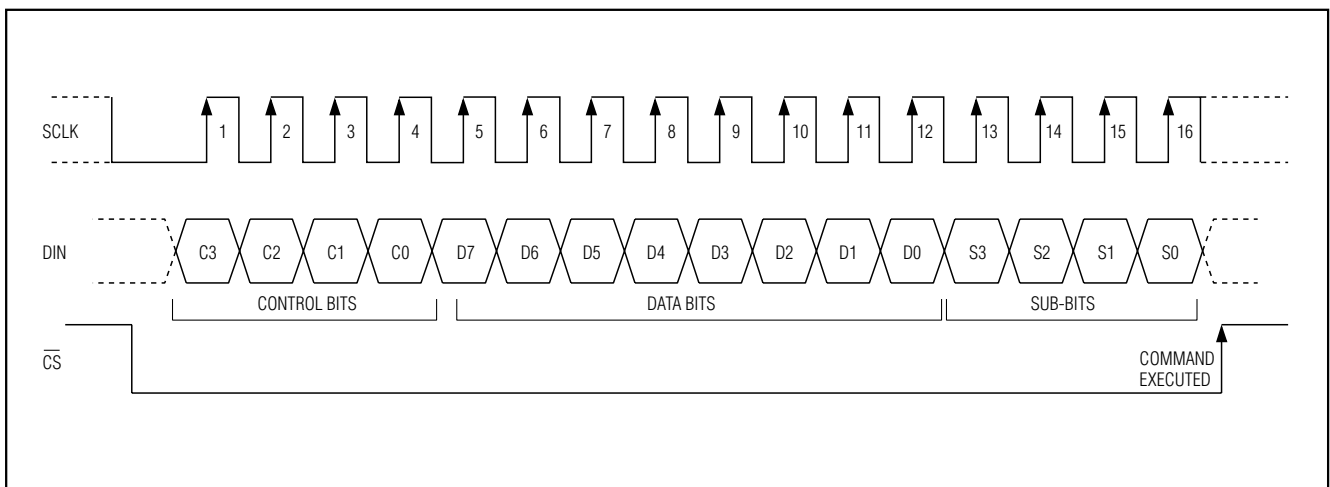 SCLK 1 2 3 4 5 6 7 8 9 10 11 12 13 14 15 16
DIN C3 C2 C1 C0 D7 D6 D5 D4 D3 D2 D1 D0 S3 S2 S1 S0
CONTROL BITS DATA BITS SUB-BITS
C̅S̅ COMMAND
EXECUTED